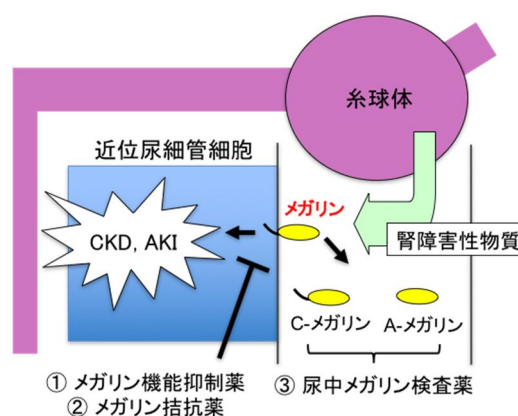 糸球体
近位尿細管細胞
メガリン
CKD, AKI
腎障害性物質
C-メガリン A-メガリン
① メガリン機能抑制薬
② メガリン拮抗薬
③ 尿中メガリン検査薬